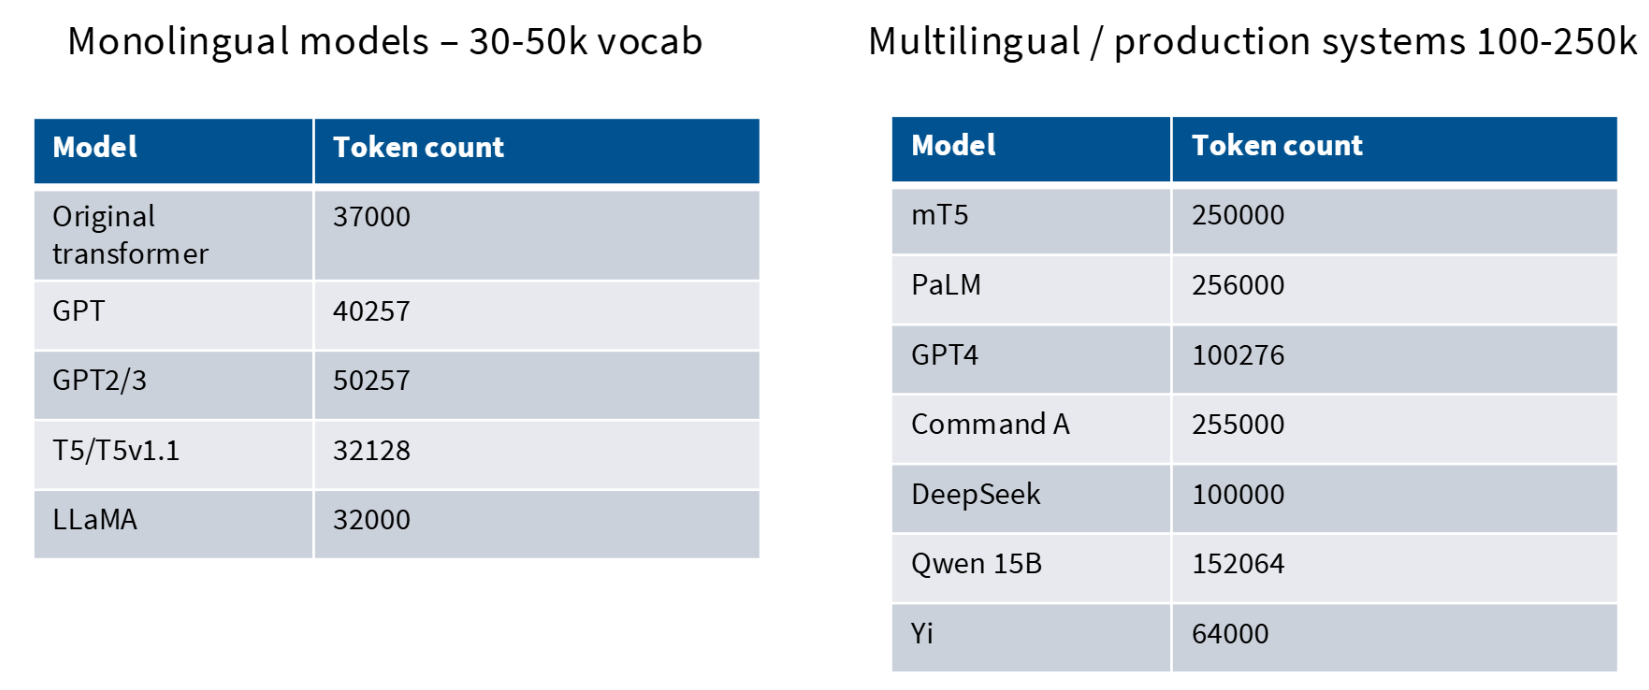 Monolingual models – 30-50k vocab
Model Token count
Original transformer 37000
GPT 40257
GPT2/3 50257
T5/T5v1.1 32128
LLaMA 32000
Multilingual / production systems 100-250k
Model Token count
mT5 250000
PaLM 256000
GPT4 100276
Command A 255000
DeepSeek 100000
Qwen 15B 152064
Yi 64000